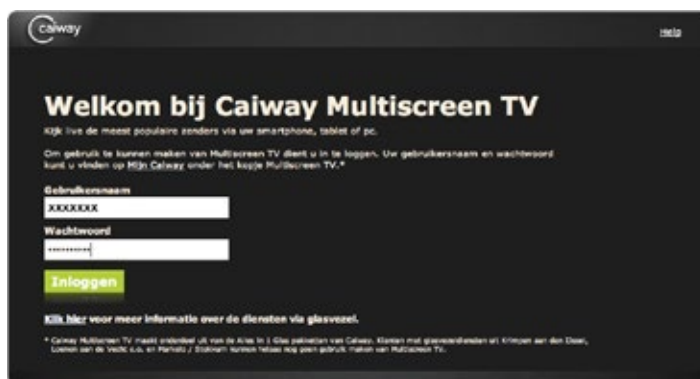 caiway
Help
Welkom bij Caiway Multiscreen TV
Kijk live de meest populaire zenders via uw smartphone, tablet of pc.
Om gebruik te kunnen maken van Multiscreen TV dient u in te loggen. Uw gebruikersnaam en wachtwoord
kunt u vinden op Mijn Caiway onder het kopje Multiscreen TV.*
Gebruikersnaam
XXXXXXX
Wachtwoord
Inloggen
Klik hier voor meer informatie over de diensten via glasvezel.
* Caiway Multiscreen TV maakt onderdeel uit van de Alles in 1 Glas pakketten van Caiway. Klanten met glasvezeldiensten uit Krimpen aan den IJssel,
Loenen aan de Vecht e.o. en Markelo / Stokkum kunnen helaas nog geen gebruik maken van Multiscreen TV.